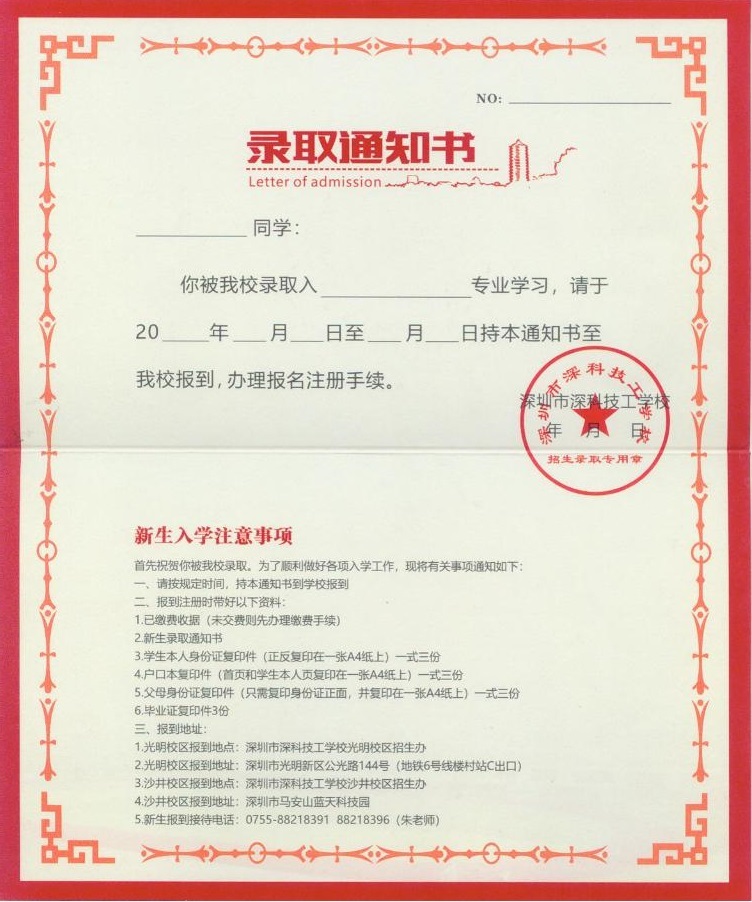 NO: ____________
录取通知书
Letter of admission
__________ 同学：
你被我校录取入 ______________ 专业学习，请于
20 ____ 年 ___ 月 ___ 日至 ___ 月 ___ 日持本通知书至
我校报到，办理报名注册手续。
深圳市深科技工学校
深圳市深科技工学校
年 月 日
招生录取专用章
新生入学注意事项
首先祝贺你被我校录取。为了顺利做好各项入学工作，现将有关事项通知如下：
一、请按规定时间，持本通知书到学校报到
二、报到注册时带好以下资料：
1.已缴费收据（未交费则先办理缴费手续）
2.新生录取通知书
3.学生本人身份证复印件（正反复印在一张A4纸上）一式三份
4.户口本复印件（首页和学生本人页复印在一张A4纸上）一式三份
5.父母身份证复印件（只需复印身份证正面，并复印在一张A4纸上）一式三份
6.毕业证复印件3份
三、报到地址：
1.光明校区报到地点：深圳市深科技工学校光明校区招生办
2.光明校区报到地址：深圳市光明新区公光路144号（地铁6号线楼村站C出口）
3.沙井校区报到地点：深圳市深科技工学校沙井校区招生办
4.沙井校区报到地址：深圳市马安山蓝天科技园
5.新生报到接待电话：0755-88218391 88218396（朱老师）